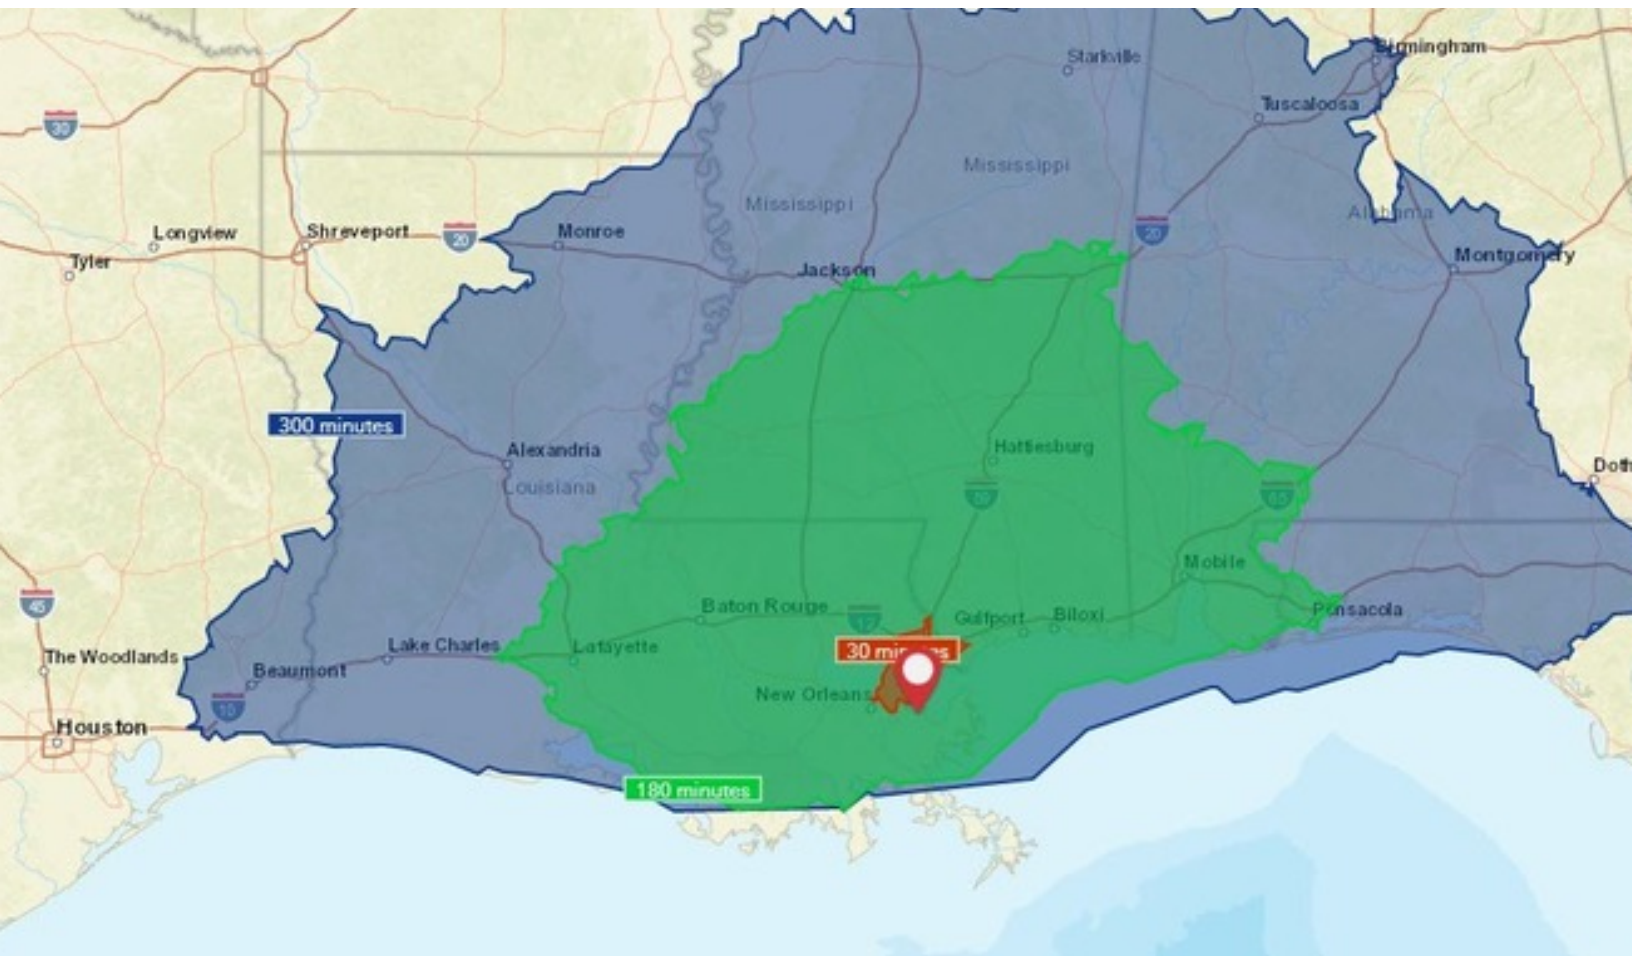 Starkville
Birmingham
30
Tuscaloosa
Mississippi
Mississippi
Alabama
Longview
Shreveport
20
Monroe
20
Tyler
Jackson
Montgomery
300 minutes
Alexandria
Hattiesburg
Louisiana
Doth
59
65
Mobile
45
Baton Rouge
12
Gulfport
Biloxi
Pensacola
Lake Charles
Lafayette
30 minutes
The Woodlands
Beaumont
New Orleans
10
Houston
180 minutes